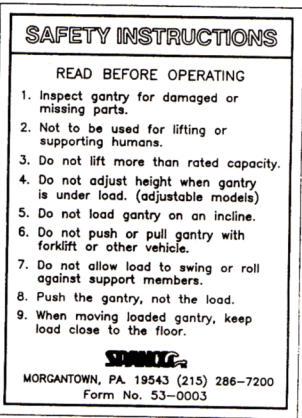 SAFETY INSTRUCTIONS
READ BEFORE OPERATING
1. Inspect gantry for damaged or
missing parts.
2. Not to be used for lifting or
supporting humans.
3. Do not lift more than rated capacity.
4. Do not adjust height when gantry
is under load. (adjustable models)
5. Do not load gantry on an incline.
6. Do not push or pull gantry with
forklift or other vehicle.
7. Do not allow load to swing or roll
against support members.
8. Push the gantry, not the load.
9. When moving loaded gantry, keep
load close to the floor.
SPANCO
MORGANTOWN, PA. 19543 (215) 286-7200
Form No. 53-0003